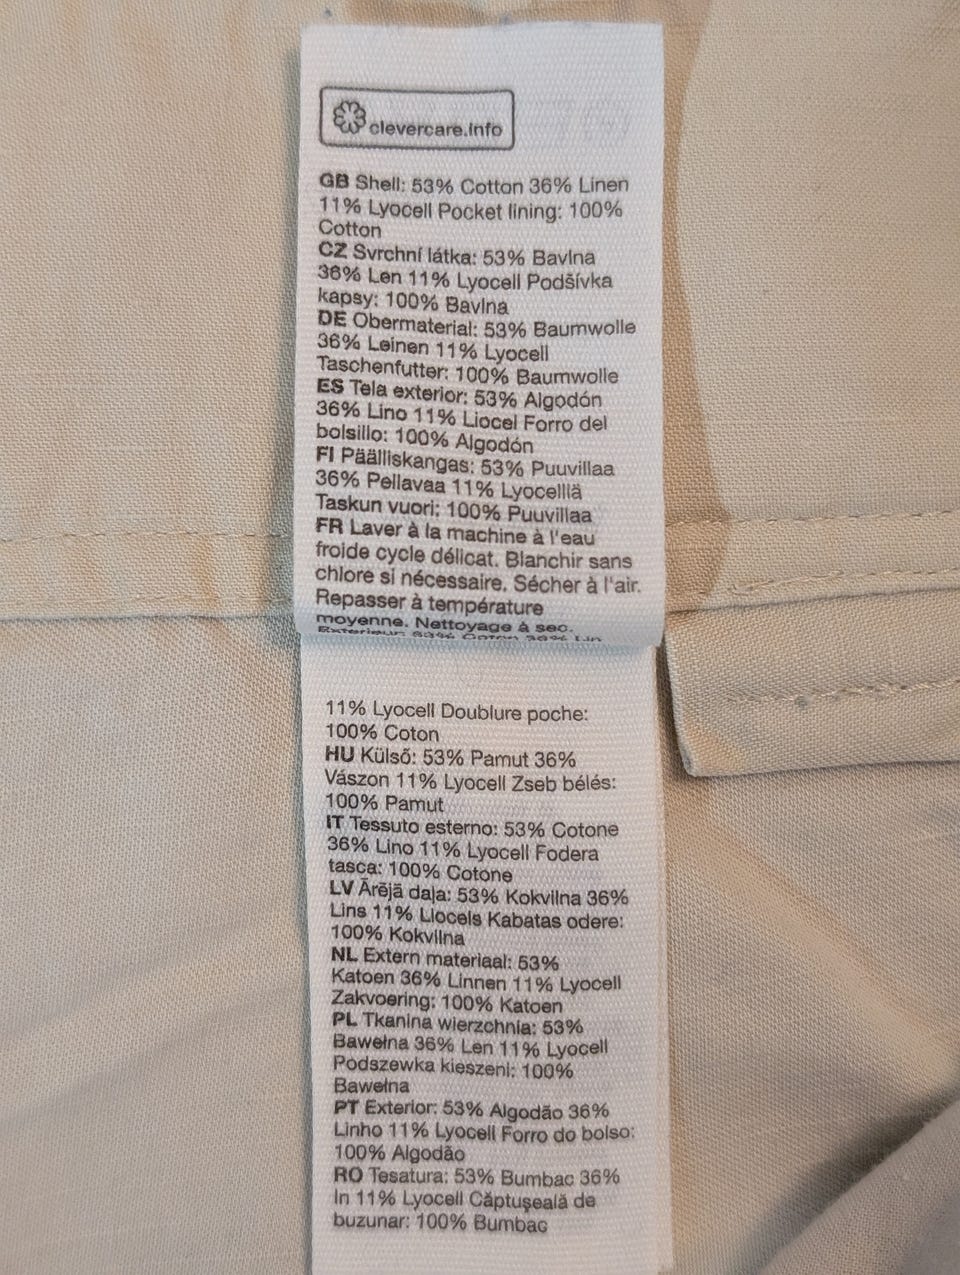 clevercare.info
GB Shell: 53% Cotton 36% Linen
11% Lyocell Pocket lining: 100%
Cotton
CZ Svrchní látka: 53% Bavlna
36% Len 11% Lyocell Podšívka
kapsy: 100% Bavlna
DE Obermaterial: 53% Baumwolle
36% Leinen 11% Lyocell
Taschenfutter: 100% Baumwolle
ES Tela exterior: 53% Algodón
36% Lino 11% Liocel Forro del
bolsillo: 100% Algodón
FI Päälliskangas: 53% Puuvillaa
36% Pellavaa 11% Lyocelliä
Taskun vuori: 100% Puuvillaa
FR Laver à la machine à l'eau
froide cycle délicat. Blanchir sans
chlore si nécessaire. Sécher à l'air.
Repasser à température
moyenne. Nettoyage à sec.
Exterieur: 53% Coton 36% Lin
11% Lyocell Doublure poche:
100% Coton
HU Külső: 53% Pamut 36%
Vászon 11% Lyocell Zseb bélés:
100% Pamut
IT Tessuto esterno: 53% Cotone
36% Lino 11% Lyocell Fodera
tasca: 100% Cotone
LV Ārējā daļa: 53% Kokvilna 36%
Lins 11% Liocels Kabatas odere:
100% Kokvilna
NL Extern materiaal: 53%
Katoen 36% Linnen 11% Lyocell
Zakvoering: 100% Katoen
PL Tkanina wierzchnia: 53%
Bawełna 36% Len 11% Lyocell
Podszewka kieszeni: 100%
Bawełna
PT Exterior: 53% Algodão 36%
Linho 11% Lyocell Forro do bolso:
100% Algodão
RO Tesatura: 53% Bumbac 36%
In 11% Lyocell Căptuşeală de
buzunar: 100% Bumbac